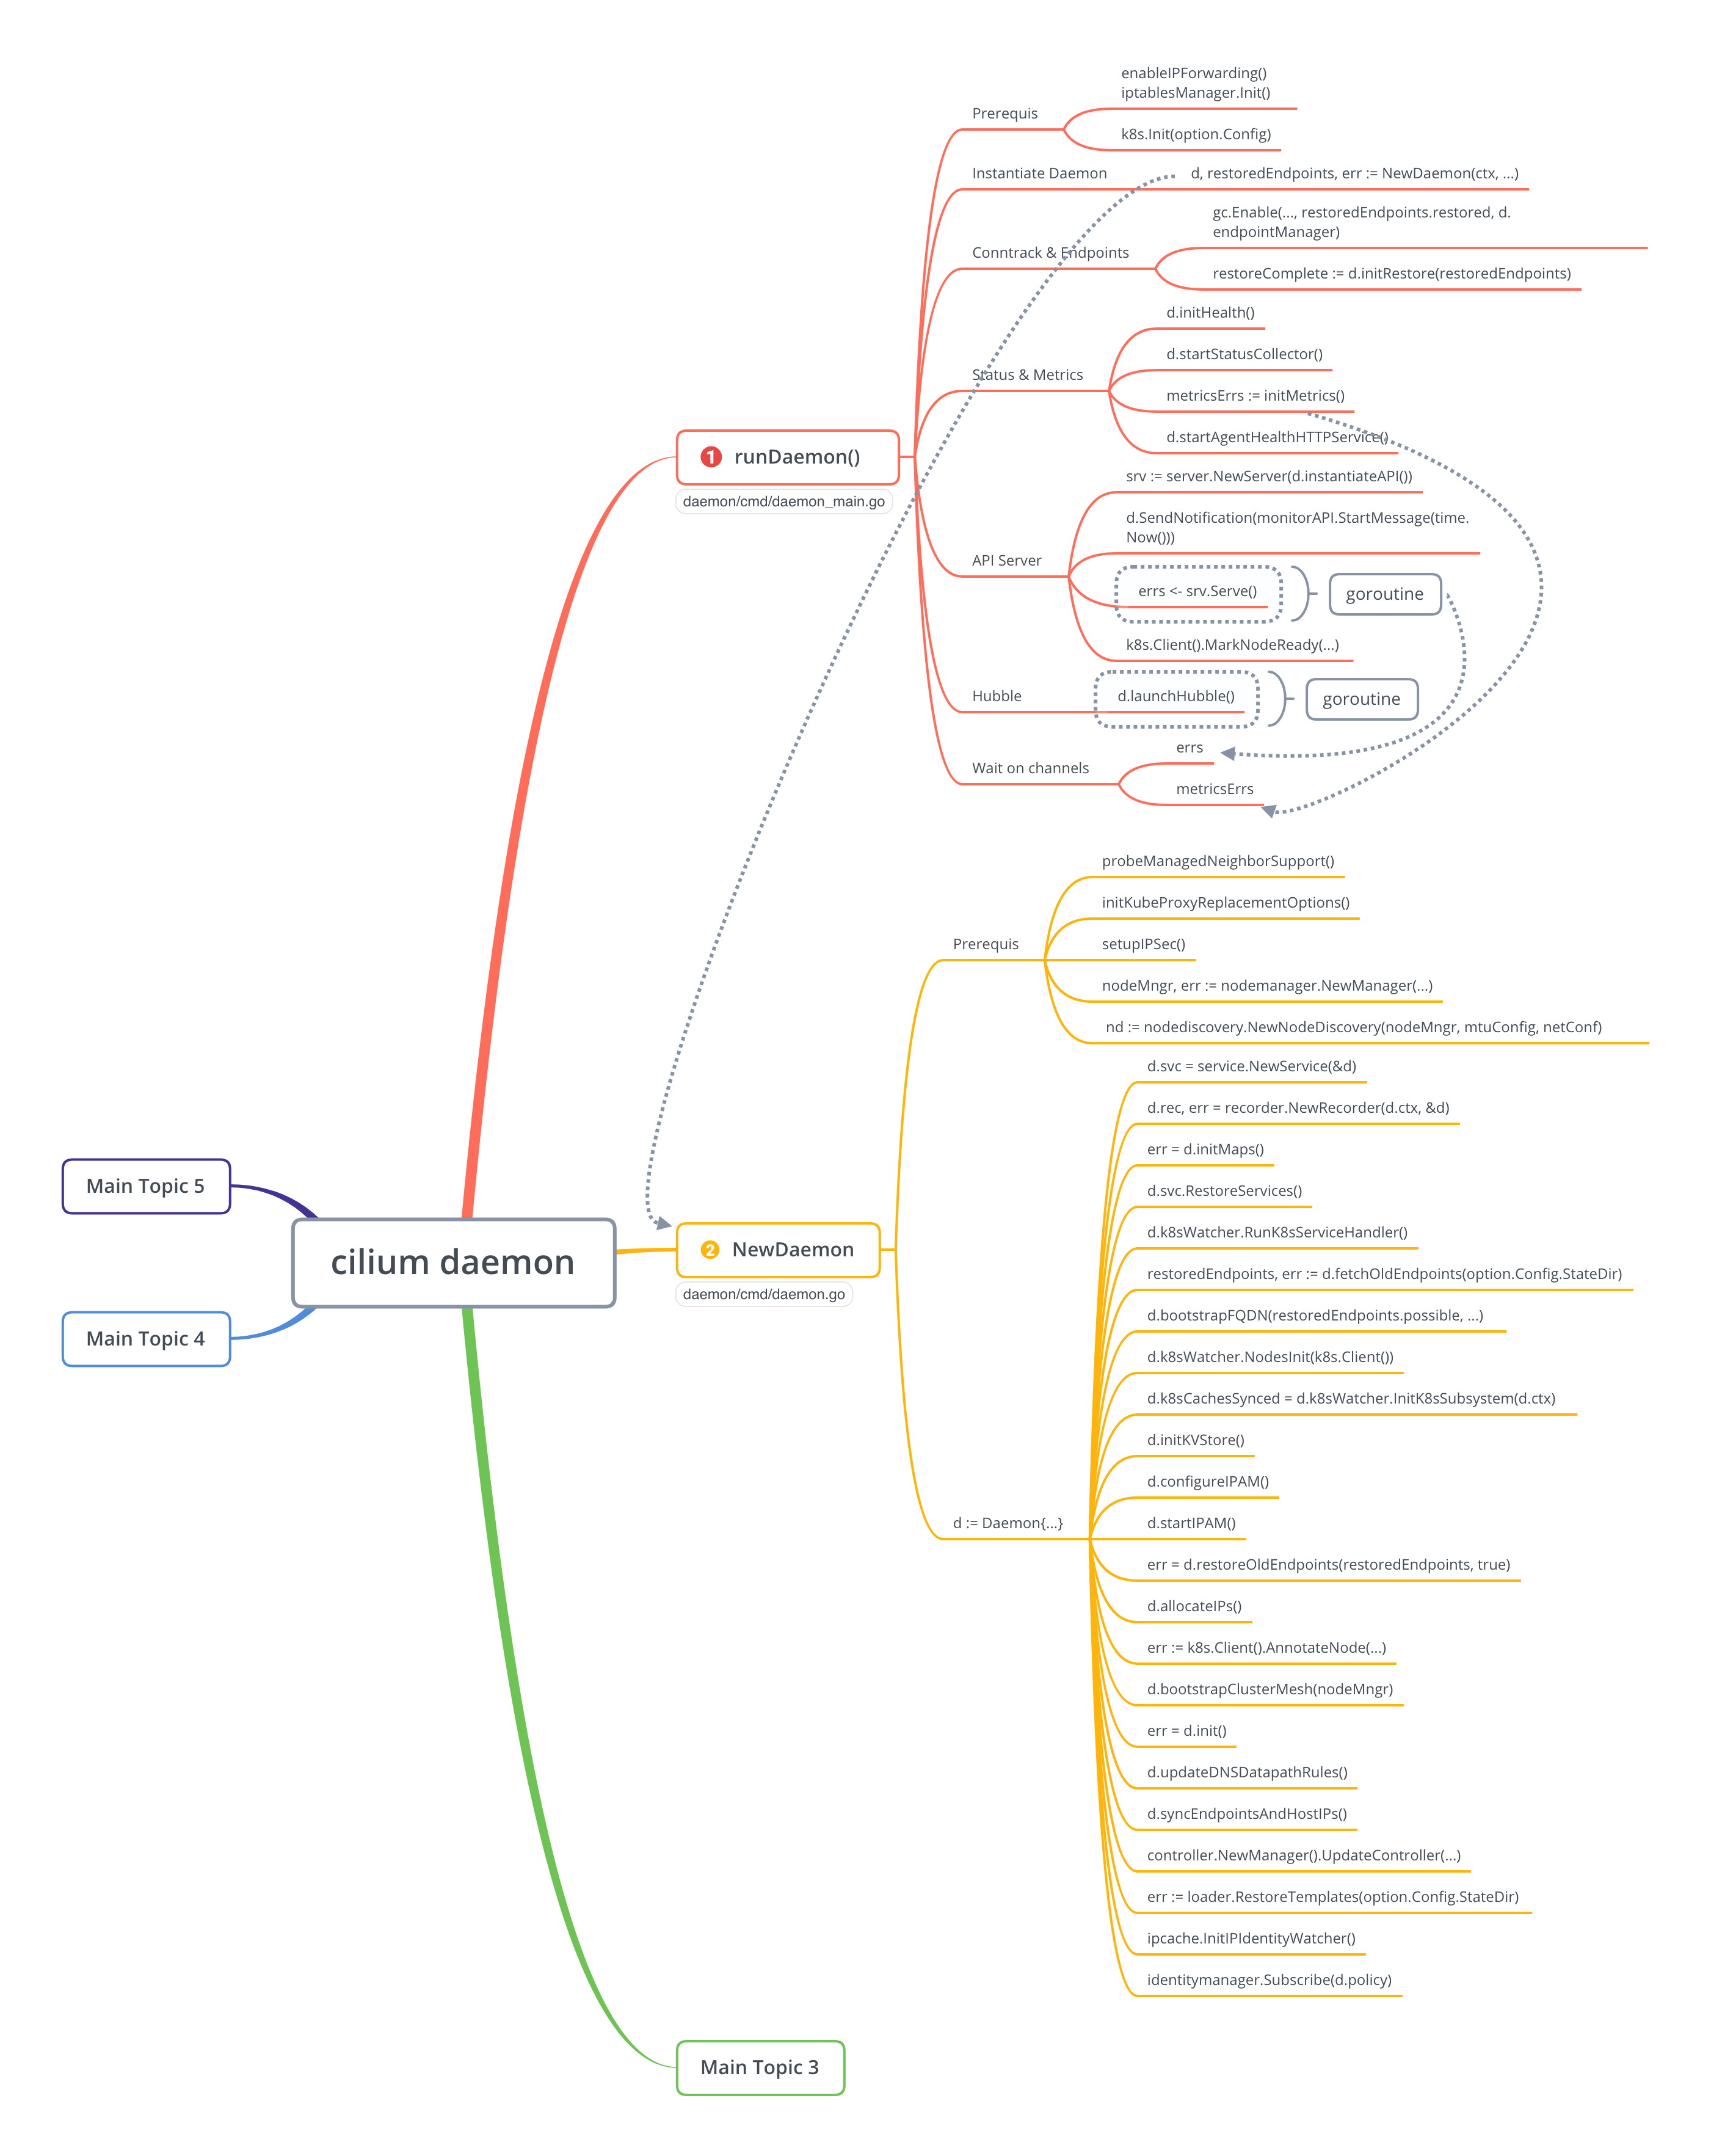 enableIPForwarding()
iptablesManager.Init()
Prerequis
k8s.Init(option.Config)
Instantiate Daemon
d, restoredEndpoints, err := NewDaemon(ctx, ...)
gc.Enable(..., restoredEndpoints.restored, d.
endpointManager)
Conntrack & Endpoints
restoreComplete := d.initRestore(restoredEndpoints)
d.initHealth()
d.startStatusCollector()
Status & Metrics
metricsErrs := initMetrics()
d.startAgentHealthHTTPService()
1 runDaemon()
daemon/cmd/daemon_main.go
srv := server.NewServer(d.instantiateAPI())
d.SendNotification(monitorAPI.StartMessage(time.
Now()))
API Server
errs <- srv.Serve()
goroutine
k8s.Client().MarkNodeReady(...)
Hubble
d.launchHubble()
goroutine
errs
Wait on channels
metricsErrs
probeManagedNeighborSupport()
initKubeProxyReplacementOptions()
Prerequis
setupIPSec()
nodeMngr, err := nodemanager.NewManager(...)
nd := nodediscovery.NewNodeDiscovery(nodeMngr, mtuConfig, netConf)
d.svc = service.NewService(&d)
d.rec, err = recorder.NewRecorder(d.ctx, &d)
err = d.initMaps()
d.svc.RestoreServices()
d.k8sWatcher.RunK8sServiceHandler()
restoredEndpoints, err := d.fetchOldEndpoints(option.Config.StateDir)
d.bootstrapFQDN(restoredEndpoints.possible, ...)
d.k8sWatcher.NodesInit(k8s.Client())
d.k8sCachesSynced = d.k8sWatcher.InitK8sSubsystem(d.ctx)
d.initKVStore()
d.configureIPAM()
d := Daemon{...}
d.startIPAM()
err = d.restoreOldEndpoints(restoredEndpoints, true)
d.allocateIPs()
err := k8s.Client().AnnotateNode(...)
d.bootstrapClusterMesh(nodeMngr)
err = d.init()
d.updateDNSDatapathRules()
d.syncEndpointsAndHostIPs()
controller.NewManager().UpdateController(...)
err := loader.RestoreTemplates(option.Config.StateDir)
ipcache.InitIPIdentityWatcher()
identitymanager.Subscribe(d.policy)
Main Topic 5
cilium daemon
2 NewDaemon
daemon/cmd/daemon.go
Main Topic 4
Main Topic 3